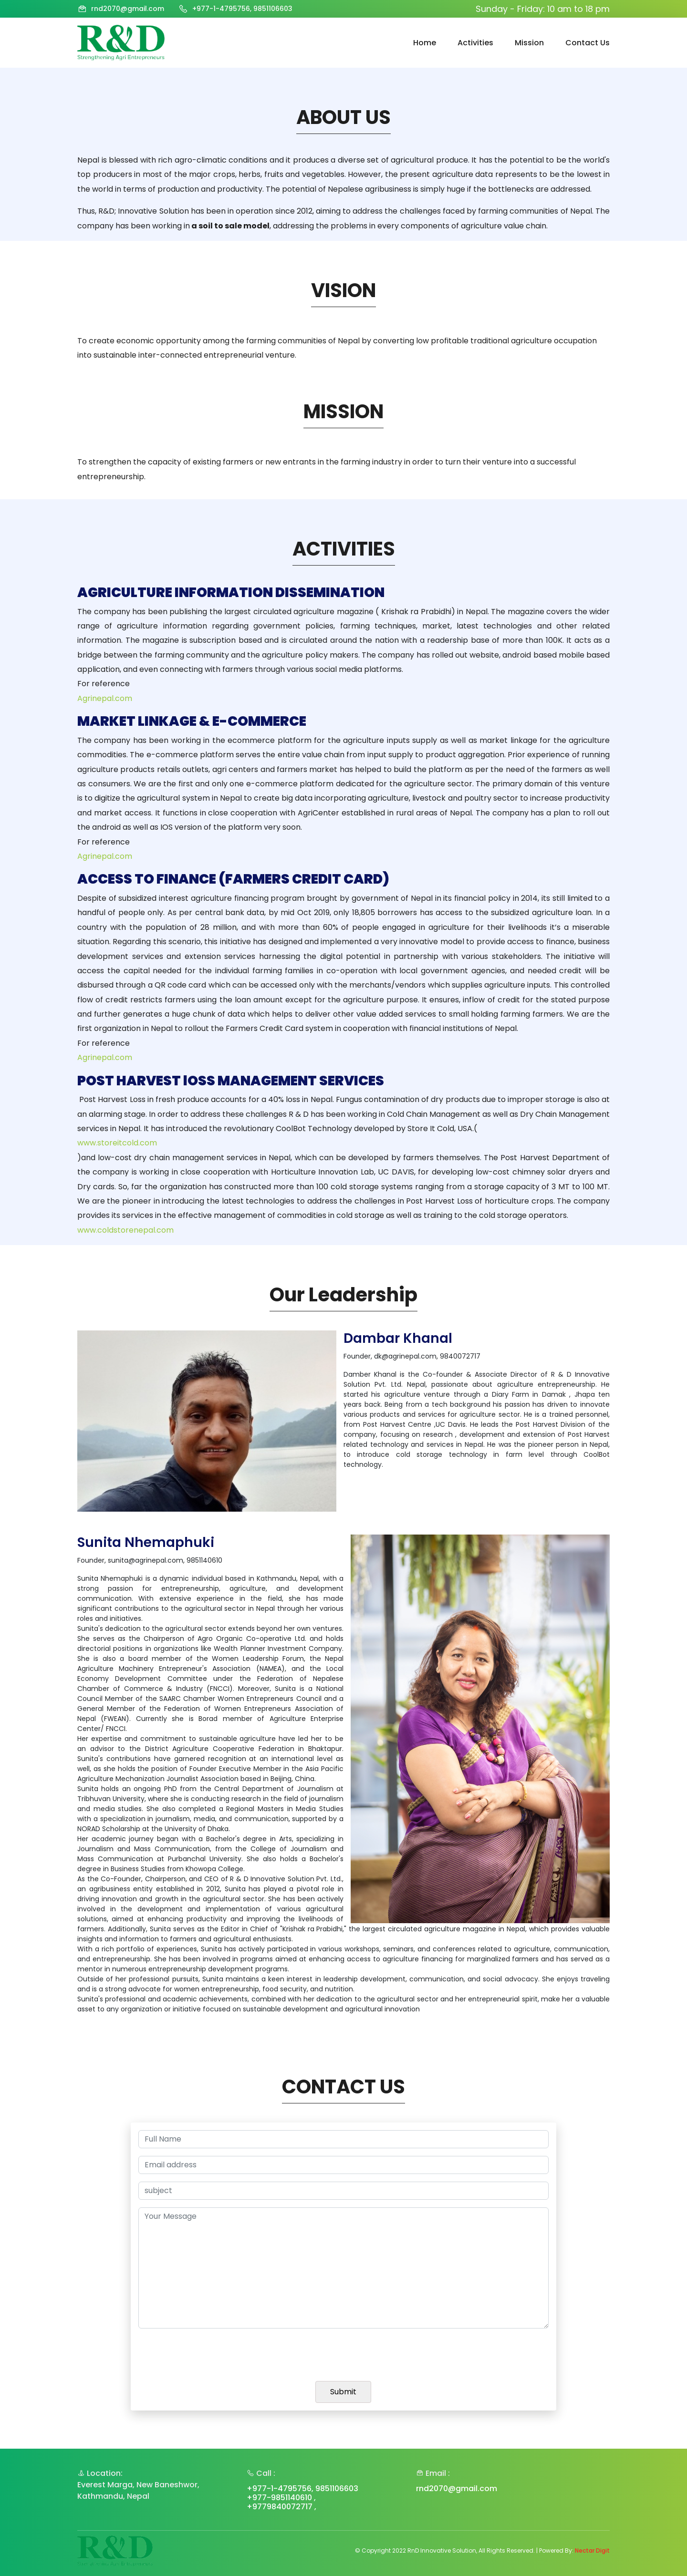 rnd2070@gmail.com
+977-1-4795756, 9851106603
Sunday - Friday: 10 am to 18 pm
R&D
Strengthening Agri Entrepreneurs
Home
Activities
Mission
Contact Us
ABOUT US
Nepal is blessed with rich agro-climatic conditions and it produces a diverse set of agricultural produce. It has the potential to be the world's
top producers in most of the major crops, herbs, fruits and vegetables. However, the present agriculture data represents to be the lowest in
the world in terms of production and productivity. The potential of Nepalese agribusiness is simply huge if the bottlenecks are addressed.
Thus, R&D; Innovative Solution has been in operation since 2012, aiming to address the challenges faced by farming communities of Nepal. The
company has been working in a soil to sale model, addressing the problems in every components of agriculture value chain.
VISION
To create economic opportunity among the farming communities of Nepal by converting low profitable traditional agriculture occupation
into sustainable inter-connected entrepreneurial venture.
MISSION
To strengthen the capacity of existing farmers or new entrants in the farming industry in order to turn their venture into a successful
entrepreneurship.
ACTIVITIES
AGRICULTURE INFORMATION DISSEMINATION
The company has been publishing the largest circulated agriculture magazine ( Krishak ra Prabidhi) in Nepal. The magazine covers the wider
range of agriculture information regarding government policies, farming techniques, market, latest technologies and other related
information. The magazine is subscription based and is circulated around the nation with a readership base of more than 100K. It acts as a
bridge between the farming community and the agriculture policy makers. The company has rolled out website, android based mobile based
application, and even connecting with farmers through various social media platforms.
For reference
Agrinepal.com
MARKET LINKAGE & E-COMMERCE
The company has been working in the ecommerce platform for the agriculture inputs supply as well as market linkage for the agriculture
commodities. The e-commerce platform serves the entire value chain from input supply to product aggregation. Prior experience of running
agriculture products retails outlets, agri centers and farmers market has helped to build the platform as per the need of the farmers as well
as consumers. We are the first and only one e-commerce platform dedicated for the agriculture sector. The primary domain of this venture
is to digitize the agricultural system in Nepal to create big data incorporating agriculture, livestock and poultry sector to increase productivity
and market access. It functions in close cooperation with AgriCenter established in rural areas of Nepal. The company has a plan to roll out
the android as well as IOS version of the platform very soon.
For reference
Agrinepal.com
ACCESS TO FINANCE (FARMERS CREDIT CARD)
Despite of subsidized interest agriculture financing program brought by government of Nepal in its financial policy in 2014, its still limited to a
handful of people only. As per central bank data, by mid Oct 2019, only 18,805 borrowers has access to the subsidized agriculture loan. In a
country with the population of 28 million, and with more than 60% of people engaged in agriculture for their livelihoods it's a miserable
situation. Regarding this scenario, this initiative has designed and implemented a very innovative model to provide access to finance, business
development services and extension services harnessing the digital potential in partnership with various stakeholders. The initiative will
access the capital needed for the individual farming families in co-operation with local government agencies, and needed credit will be
disbursed through a QR code card which can be accessed only with the merchants/vendors which supplies agriculture inputs. This controlled
flow of credit restricts farmers using the loan amount except for the agriculture purpose. It ensures, inflow of credit for the stated purpose
and further generates a huge chunk of data which helps to deliver other value added services to small holding farming farmers. We are the
first organization in Nepal to rollout the Farmers Credit Card system in cooperation with financial institutions of Nepal.
For reference
Agrinepal.com
POST HARVEST lOSS MANAGEMENT SERVICES
Post Harvest Loss in fresh produce accounts for a 40% loss in Nepal. Fungus contamination of dry products due to improper storage is also at
an alarming stage. In order to address these challenges R & D has been working in Cold Chain Management as well as Dry Chain Management
services in Nepal. It has introduced the revolutionary CoolBot Technology developed by Store It Cold, USA.(
www.storeitcold.com
)and low-cost dry chain management services in Nepal, which can be developed by farmers themselves. The Post Harvest Department of
the company is working in close cooperation with Horticulture Innovation Lab, UC DAVIS, for developing low-cost chimney solar dryers and
Dry cards. So, far the organization has constructed more than 100 cold storage systems ranging from a storage capacity of 3 MT to 100 MT.
We are the pioneer in introducing the latest technologies to address the challenges in Post Harvest Loss of horticulture crops. The company
provides its services in the effective management of commodities in cold storage as well as training to the cold storage operators.
www.coldstorenepal.com
Our Leadership
Dambar Khanal
Founder, dk@agrinepal.com, 9840072717
Damber Khanal is the Co-founder & Associate Director of R & D Innovative
Solution Pvt. Ltd. Nepal, passionate about agriculture entrepreneurship. He
started his agriculture venture through a Diary Farm in Damak , Jhapa ten
years back. Being from a tech background his passion has driven to innovate
various products and services for agriculture sector. He is a trained personnel,
from Post Harvest Centre ,UC Davis. He leads the Post Harvest Division of the
company, focusing on research , development and extension of Post Harvest
related technology and services in Nepal. He was the pioneer person in Nepal,
to introduce cold storage technology in farm level through CoolBot
technology.
Sunita Nhemaphuki
Founder, sunita@agrinepal.com, 9851140610
Sunita Nhemaphuki is a dynamic individual based in Kathmandu, Nepal, with a
strong passion for entrepreneurship, agriculture, and development
communication. With extensive experience in the field, she has made
significant contributions to the agricultural sector in Nepal through her various
roles and initiatives.
Sunita's dedication to the agricultural sector extends beyond her own ventures.
She serves as the Chairperson of Agro Organic Co-operative Ltd. and holds
directorial positions in organizations like Wealth Planner Investment Company.
She is also a board member of the Women Leadership Forum, the Nepal
Agriculture Machinery Entrepreneur's Association (NAMEA), and the Local
Economy Development Committee under the Federation of Nepalese
Chamber of Commerce & Industry (FNCCI). Moreover, Sunita is a National
Council Member of the SAARC Chamber Women Entrepreneurs Council and a
General Member of the Federation of Women Entrepreneurs Association of
Nepal (FWEAN). Currently she is Borad member of Agriculture Enterprise
Center/ FNCCI.
Her expertise and commitment to sustainable agriculture have led her to be
an advisor to the District Agriculture Cooperative Federation in Bhaktapur.
Sunita's contributions have garnered recognition at an international level as
well, as she holds the position of Founder Executive Member in the Asia Pacific
Agriculture Mechanization Journalist Association based in Beijing, China.
Sunita holds an ongoing PhD from the Central Department of Journalism at
Tribhuvan University, where she is conducting research in the field of journalism
and media studies. She also completed a Regional Masters in Media Studies
with a specialization in journalism, media, and communication, supported by a
NORAD Scholarship at the University of Dhaka.
Her academic journey began with a Bachelor's degree in Arts, specializing in
Journalism and Mass Communication, from the College of Journalism and
Mass Communication at Purbanchal University. She also holds a Bachelor's
degree in Business Studies from Khowopa College.
As the Co-Founder, Chairperson, and CEO of R & D Innovative Solution Pvt. Ltd.,
an agribusiness entity established in 2012, Sunita has played a pivotal role in
driving innovation and growth in the agricultural sector. She has been actively
involved in the development and implementation of various agricultural
solutions, aimed at enhancing productivity and improving the livelihoods of
farmers. Additionally, Sunita serves as the Editor in Chief of "Krishak ra Prabidhi," the largest circulated agriculture magazine in Nepal, which provides valuable
insights and information to farmers and agricultural enthusiasts.
With a rich portfolio of experiences, Sunita has actively participated in various workshops, seminars, and conferences related to agriculture, communication,
and entrepreneurship. She has been involved in programs aimed at enhancing access to agriculture financing for marginalized farmers and has served as a
mentor in numerous entrepreneurship development programs.
Outside of her professional pursuits, Sunita maintains a keen interest in leadership development, communication, and social advocacy. She enjoys traveling
and is a strong advocate for women entrepreneurship, food security, and nutrition.
Sunita's professional and academic achievements, combined with her dedication to the agricultural sector and her entrepreneurial spirit, make her a valuable
asset to any organization or initiative focused on sustainable development and agricultural innovation
CONTACT US
Full Name
Email address
subject
Your Message
Submit
Location:
Everest Marga, New Baneshwor,
Kathmandu, Nepal
Call :
+977-1-4795756, 9851106603
+977-9851140610 ,
+9779840072717 ,
Email :
rnd2070@gmail.com
R&D
© Copyright 2022 RnD Innovative Solution, All Rights Reserved. | Powered By: Nectar Digit